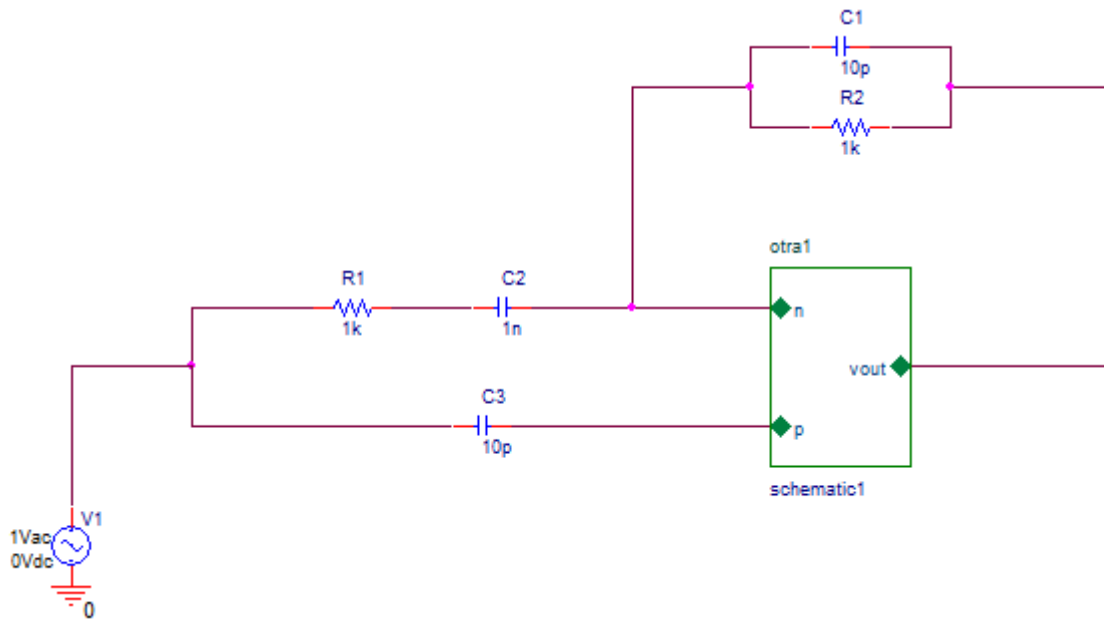 C1
10p
R2
1k
otra1
R1
1k
C2
1n
n
vout
C3
10p
p
schematic1
V1
1Vac
0Vdc
0